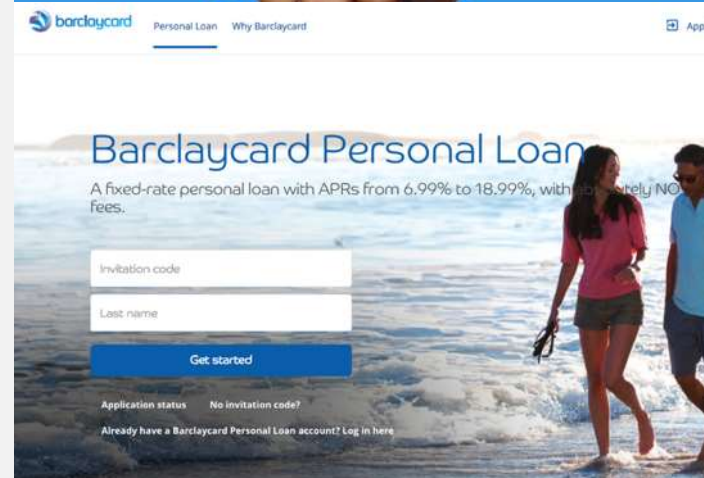 barclaycard Personal Loan Why Barclaycard
Barclaycard Personal Loan
A fixed-rate personal loan with APRs from 6.99% to 18.99%, with absolutely NO
fees.
Invitation code
Last name
Get started
Application status No invitation code?
Already have a Barclaycard Personal Loan account? Log in here